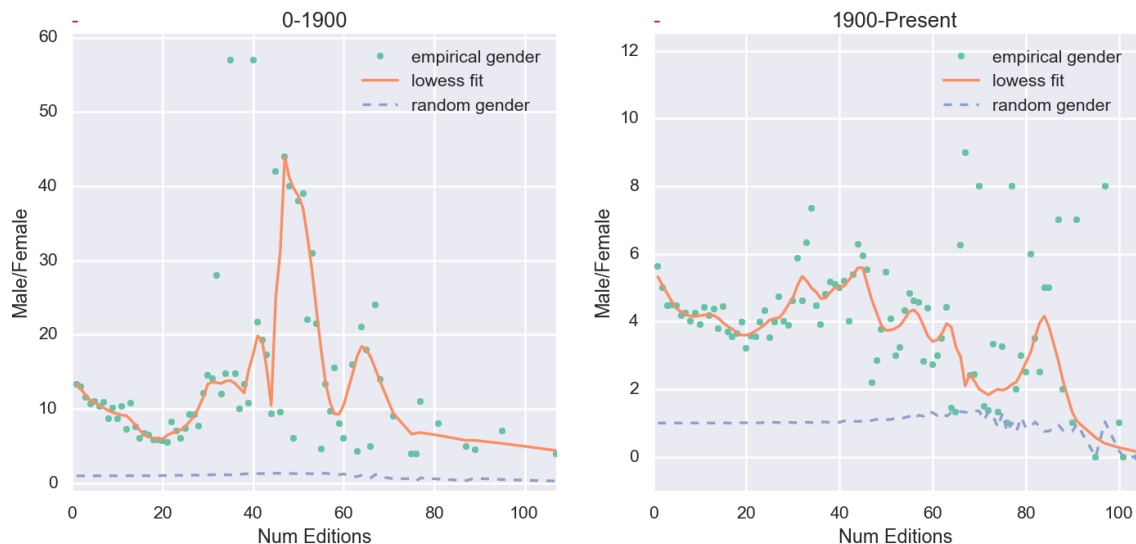 0-1900
60
50
40
30
20
10
0
Male/Female
empirical gender
lowess fit
random gender
0 20 40 60 80 100
Num Editions
1900-Present
12
10
8
6
4
2
0
Male/Female
empirical gender
lowess fit
random gender
0 20 40 60 80 100
Num Editions